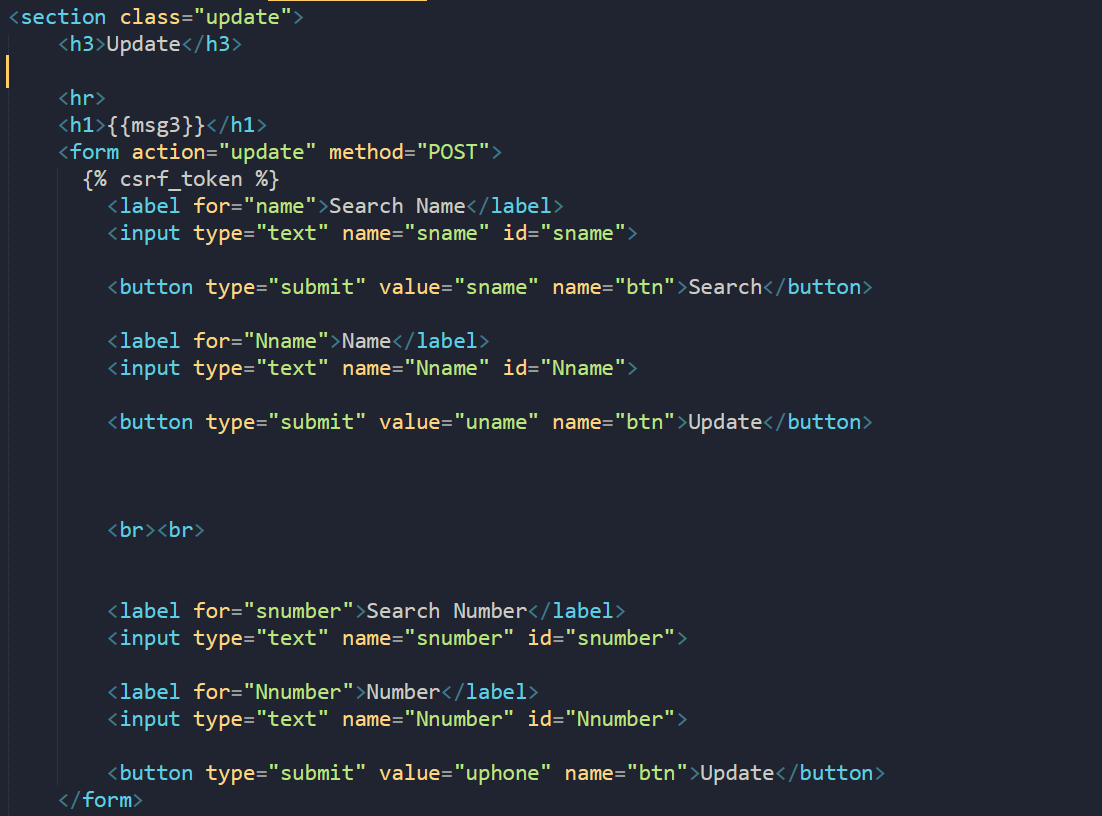 <section class="update">
<h3>Update</h3>
<hr>
<h1>{{msg3}}</h1>
<form action="update" method="POST">
{% csrf_token %}
<label for="name">Search Name</label>
<input type="text" name="sname" id="sname">
<button type="submit" value="sname" name="btn">Search</button>
<label for="Nname">Name</label>
<input type="text" name="Nname" id="Nname">
<button type="submit" value="uname" name="btn">Update</button>
<br><br>
<label for="snumber">Search Number</label>
<input type="text" name="snumber" id="snumber">
<label for="Nnumber">Number</label>
<input type="text" name="Nnumber" id="Nnumber">
<button type="submit" value="uphone" name="btn">Update</button>
</form>